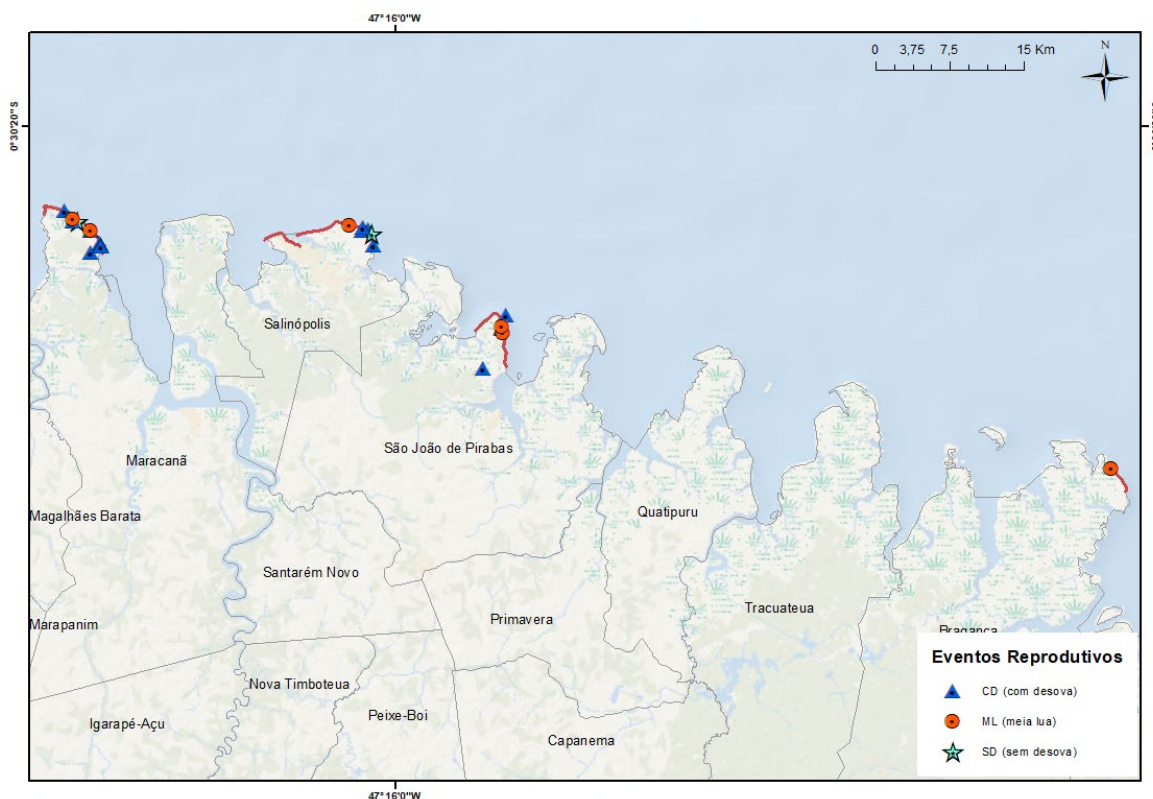 47°16'0"W
0 3,75 7,5 15 Km
N
0°30'20"S
Salinópolis
São João de Pirabas
Maracanã
Magalhães Barata
Quatipuru
Santarém Novo
Tracuateua
Marapanim
Primavera
Bragança
Nova Timboteua
Igarapé-Açu
Peixe-Boi
Capanema
Eventos Reprodutivos
CD (com desova)
ML (meia lua)
SD (sem desova)
47°16'0"W